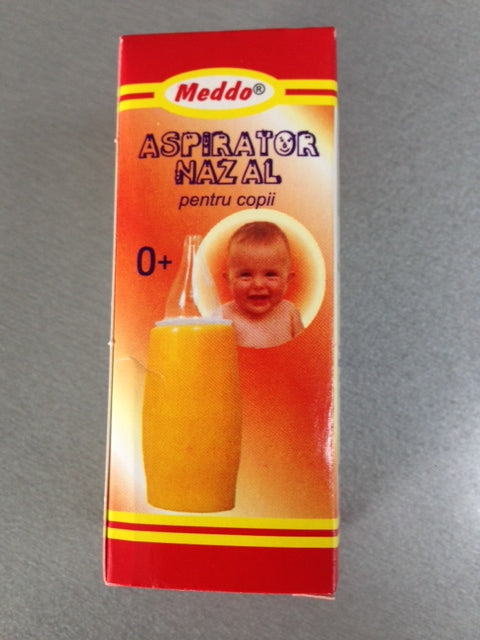 Meddo®
ASPIRATOR
NAZAL
pentru copii
0+